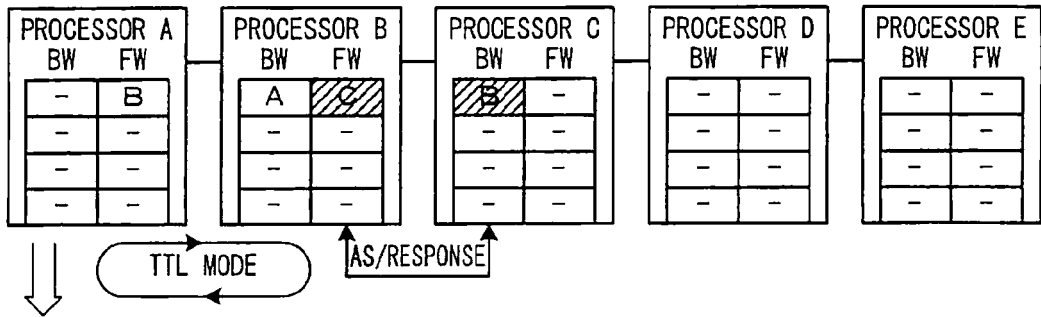 PROCESSOR A PROCESSOR B PROCESSOR C PROCESSOR D PROCESSOR E
BW FW BW FW BW FW BW FW BW FW
- B A C B - - - - -
- - - - - - - - - -
- - - - - - - - - -
- - - - - - - - - -
TTL MODE AS/RESPONSE